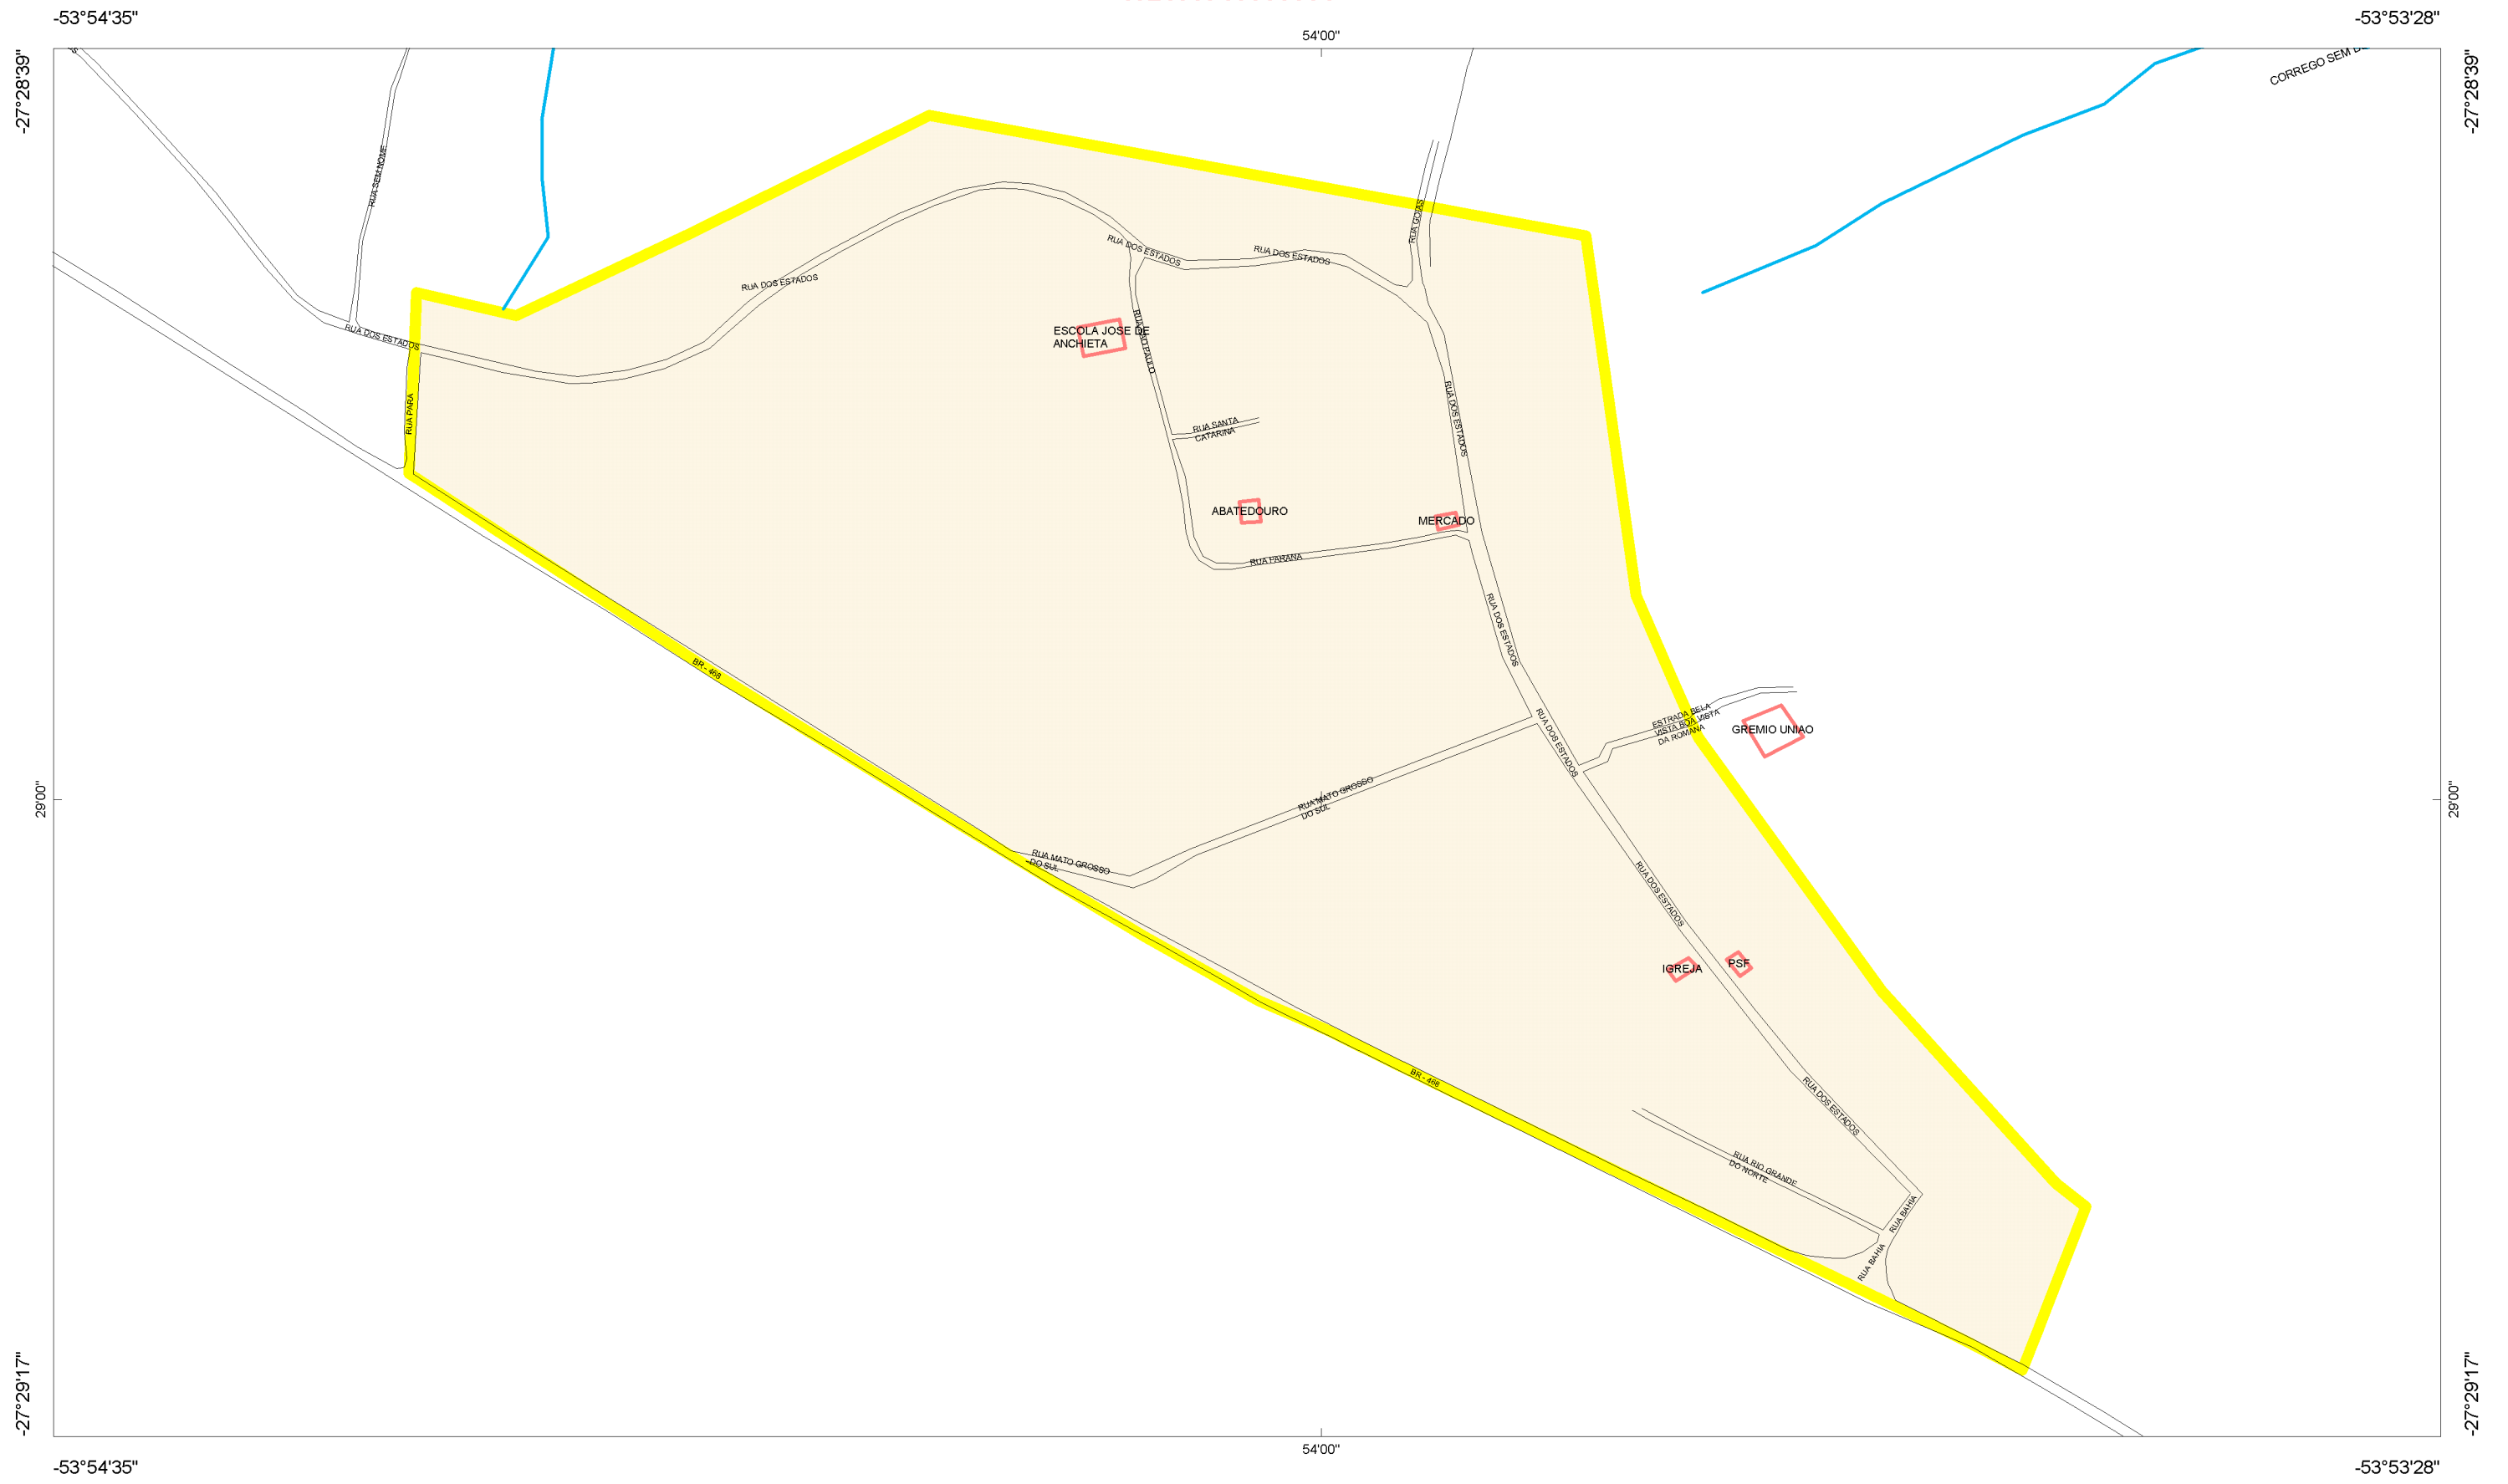 -53°54'35"
54'00"
-53°53'28"
-27°28'39"
-27°28'39"
CORREGO SEM
RUA SEM NOME
RUA GOIAS
RUA DOS ESTADOS
RUA DOS ESTADOS
RUA DOS ESTADOS
RUA DOS ESTADOS
ESCOLA JOSE DE
ANCHIETA
RUA SAO PAULO
RUA PARA
RUA DOS ESTADOS
RUA SANTA
CATARINA
ABATEDOURO
MERCADO
RUA PARANA
RUA DOS ESTADOS
BR - 468
RUA DOS ESTADOS
ESTRADA BELA
VISTA BOA VISTA
DA ROMANA
GREMIO UNIAO
29'00"
29'00"
RUA MATO GROSSO
DO SUL
RUA MATO GROSSO
DO SUL
RUA DOS ESTADOS
IGREJA
PSF
BR - 468
RUA DOS ESTADOS
RUA RIO GRANDE
DO NORTE
RUA BAHIA
RUA BAHIA
-27°29'17"
-27°29'17"
-53°54'35"
54'00"
-53°53'28"